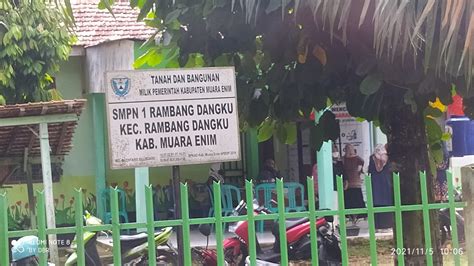 TANAH DAN BANGUNAN
MILIK PEMERINTAH KABUPATEN MUARA ENIM
SMPN 1 RAMBANG DANGKU
KEC. RAMBANG DANGKU
KAB. MUARA ENIM
REDMI NOTE 8
2021/11/5 10:06